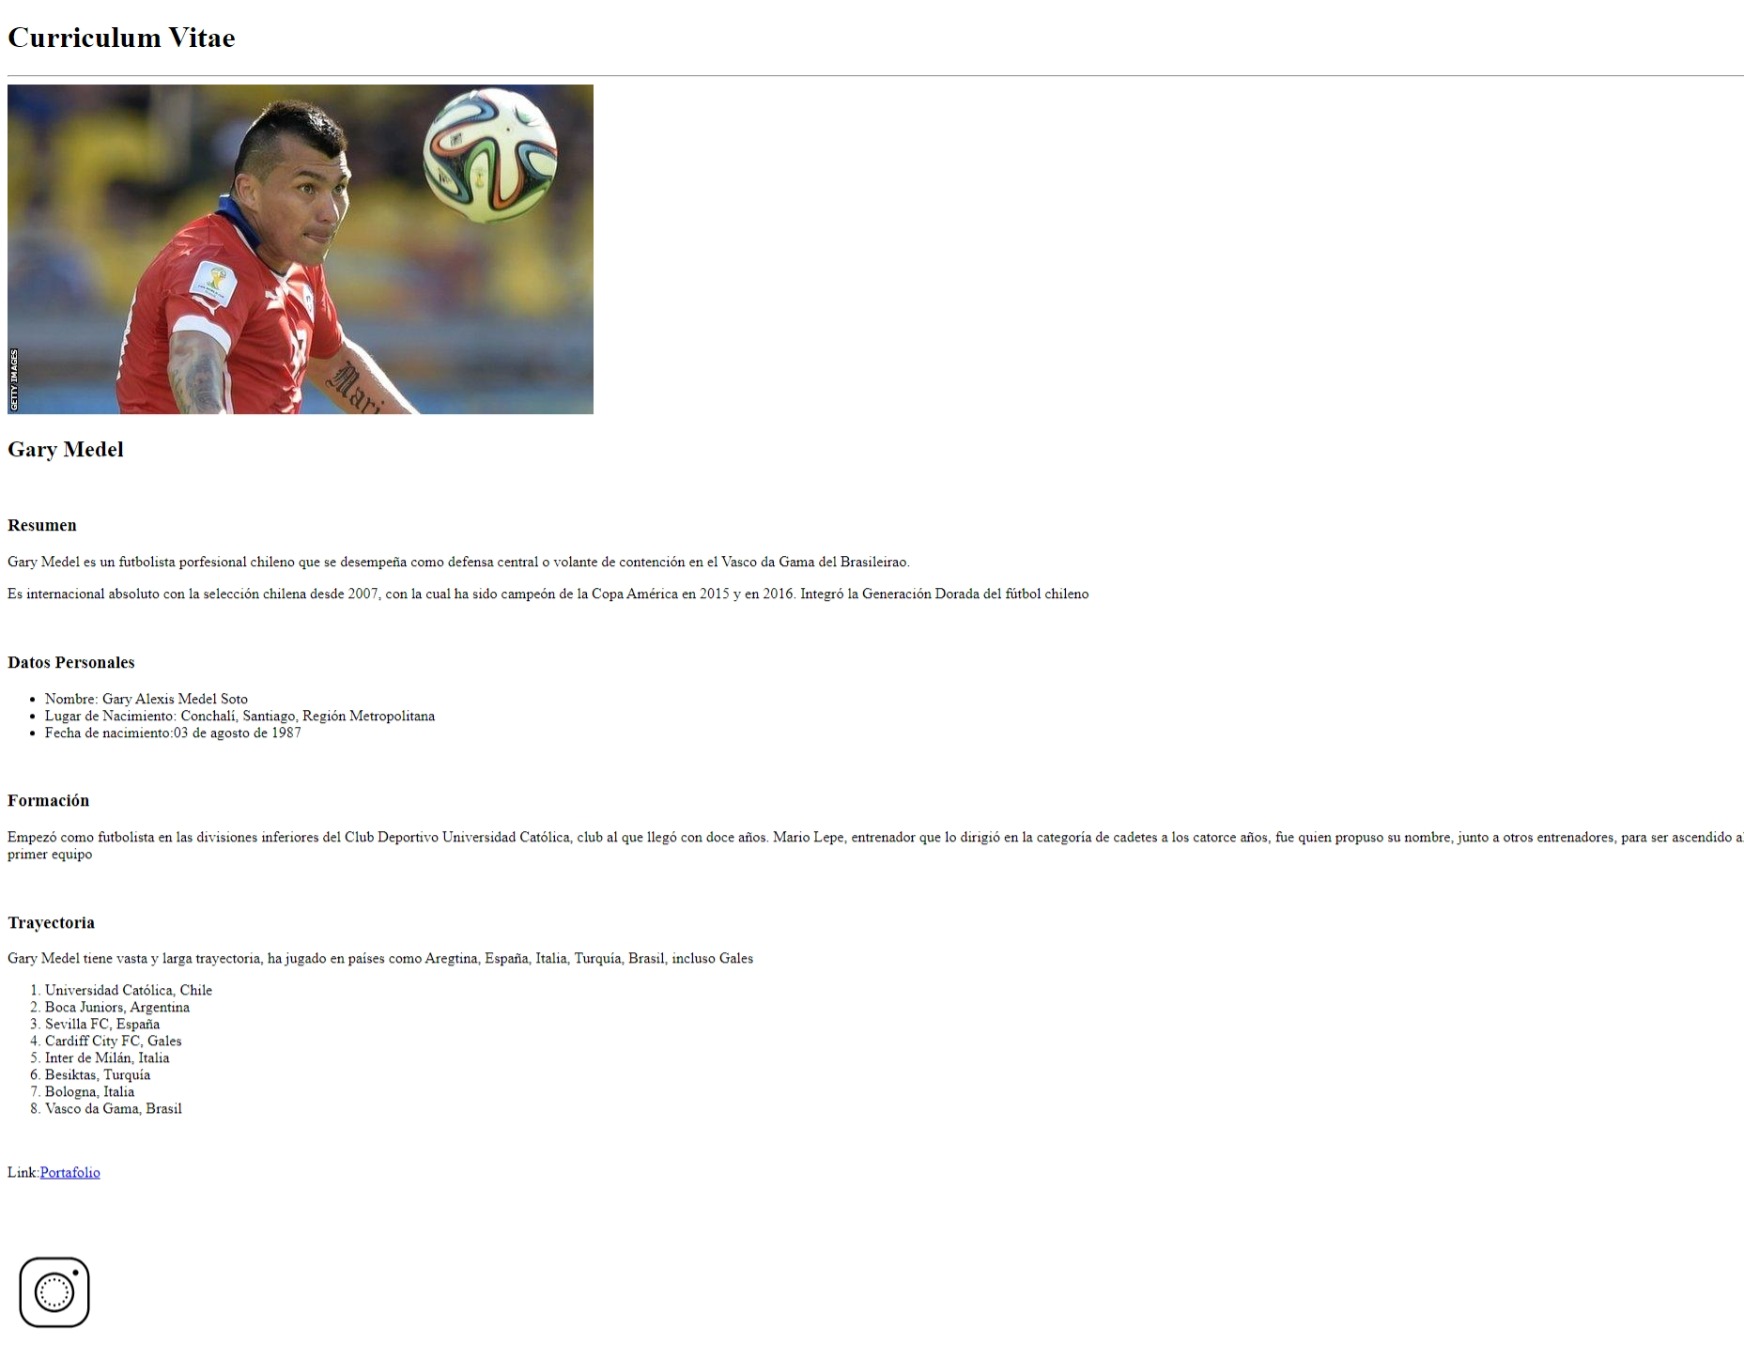 Curriculum Vitae
GETTY IMAGES
Mari
Gary Medel
Resumen
Gary Medel es un futbolista porfesional chileno que se desempeña como defensa central o volante de contención en el Vasco da Gama del Brasileirao.
Es internacional absoluto con la selección chilena desde 2007, con la cual ha sido campeón de la Copa América en 2015 y en 2016. Integró la Generación Dorada del fútbol chileno
Datos Personales
• Nombre: Gary Alexis Medel Soto
• Lugar de Nacimiento: Conchalí, Santiago, Región Metropolitana
• Fecha de nacimiento:03 de agosto de 1987
Formación
Empezó como futbolista en las divisiones inferiores del Club Deportivo Universidad Católica, club al que llegó con doce años. Mario Lepe, entrenador que lo dirigió en la categoría de cadetes a los catorce años, fue quien propuso su nombre, junto a otros entrenadores, para ser ascendido al
primer equipo
Trayectoria
Gary Medel tiene vasta y larga trayectoria, ha jugado en países como Aregtina, España, Italia, Turquía, Brasil, incluso Gales
1. Universidad Católica, Chile
2. Boca Juniors, Argentina
3. Sevilla FC, España
4. Cardiff City FC, Gales
5. Inter de Milán, Italia
6. Besiktas, Turquía
7. Bologna, Italia
8. Vasco da Gama, Brasil
Link:Portafolio